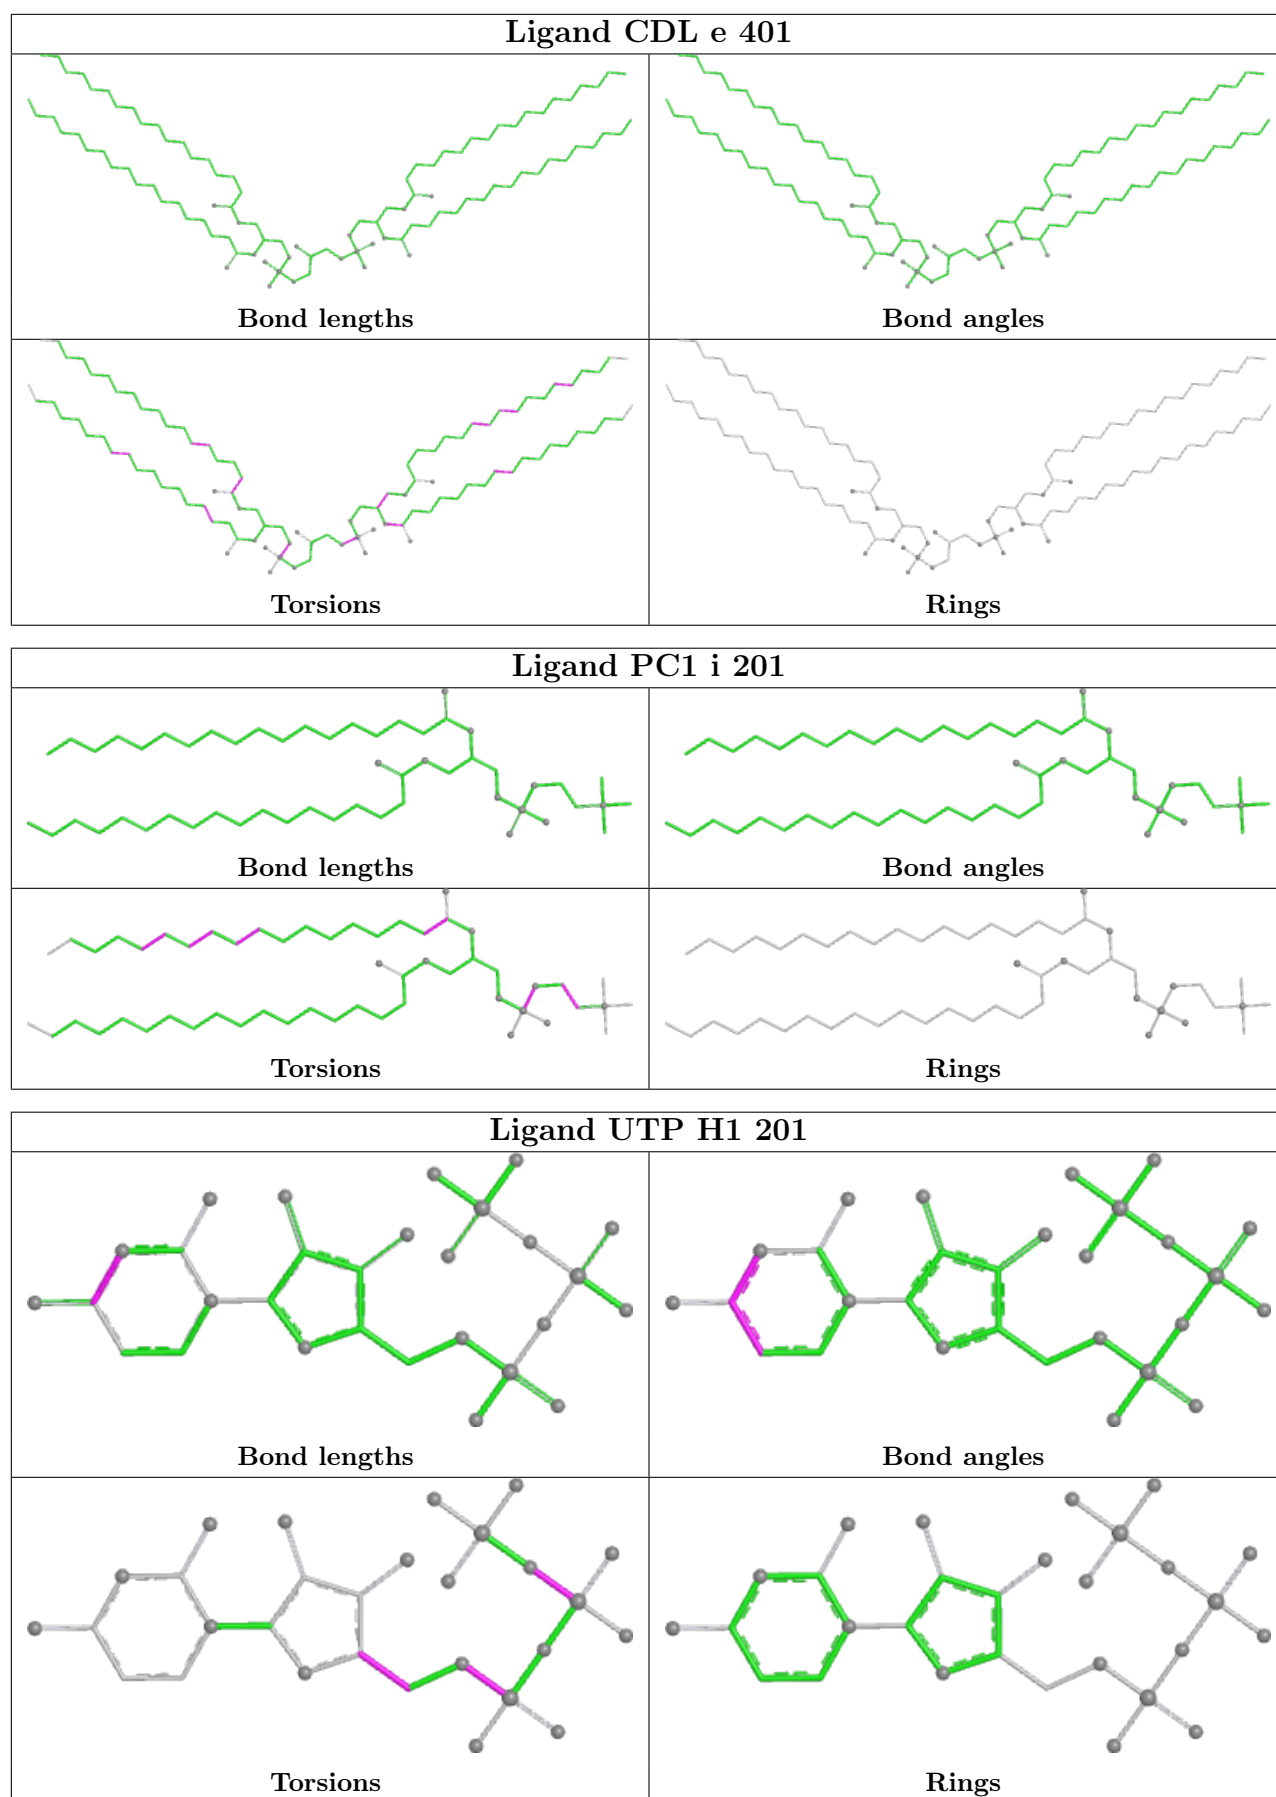 Ligand CDL e 401
Bond lengths
Bond angles
Torsions
Rings
Ligand PC1 i 201
Bond lengths
Bond angles
Torsions
Rings
Ligand UTP H1 201
Bond lengths
Bond angles
Torsions
Rings